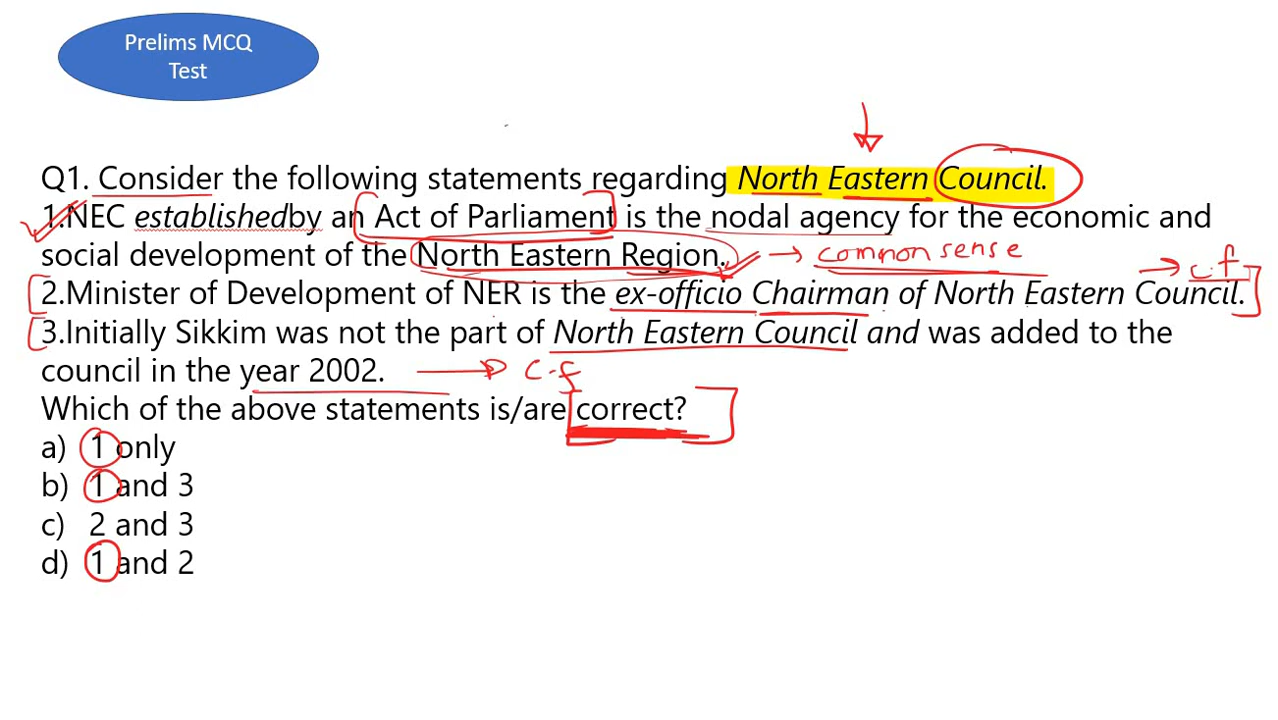 Prelims MCQ
Test
Q1. Consider the following statements regarding North Eastern Council.
1.NEC establishedby an Act of Parliament is the nodal agency for the economic and
social development of the North Eastern Region. → common sense
→ c.f
2.Minister of Development of NER is the ex-officio Chairman of North Eastern Council.
3.Initially Sikkim was not the part of North Eastern Council and was added to the
council in the year 2002. → C.f
Which of the above statements is/are correct?
a) 1 only
b) 1 and 3
c) 2 and 3
d) 1 and 2